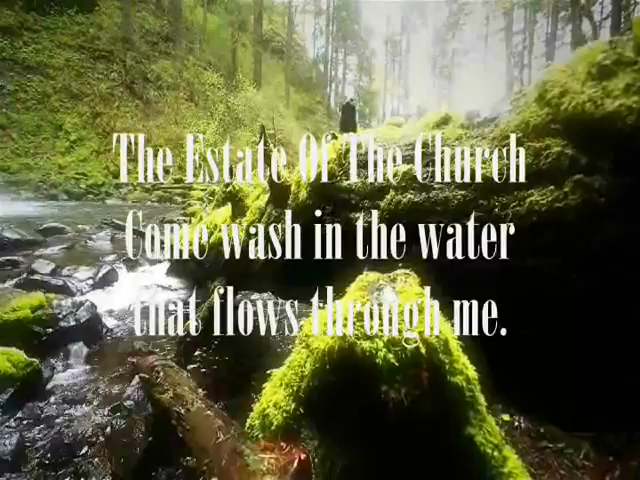 The Estate Of The Church
Come wash in the water
that flows through me.